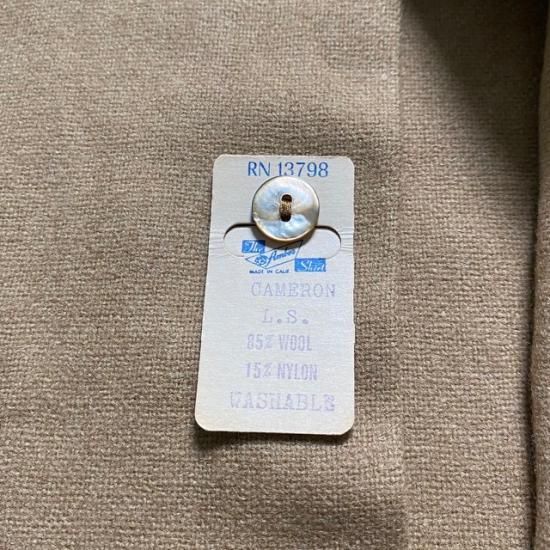 RN 13798
The
Amber
MADE IN CALIF
Shirt
CAMERON
L.S.
85% WOOL
15% NYLON
WASHABLE